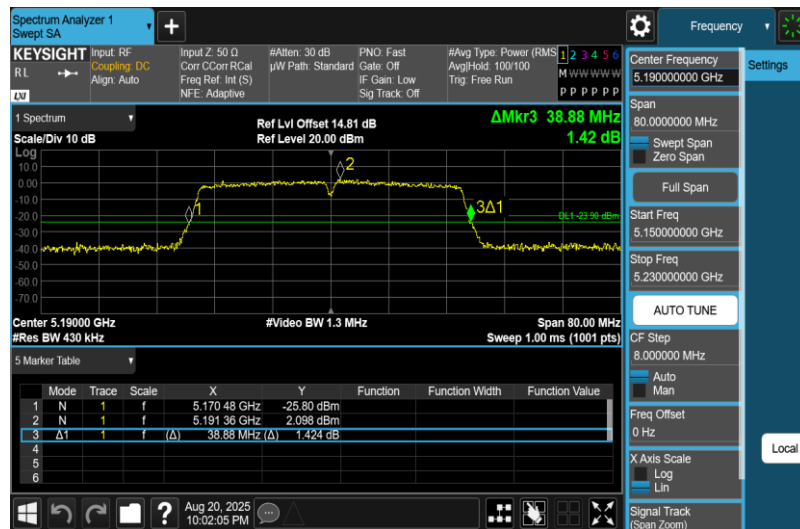 Spectrum Analyzer 1
Swept SA
+
Frequency
KEYSIGHT
RL
LXI
Input: RF
Coupling: DC
Align: Auto
Input Z: 50 Ω
Corr CCorr RCal
Freq Ref: Int (S)
NFE: Adaptive
#Atten: 30 dB
µW Path: Standard
PNO: Fast
Gate: Off
IF Gain: Low
Sig Track: Off
#Avg Type: Power (RMS
Avg|Hold: 100/100
Trig: Free Run
1 2 3 4 5 6
M W W W W W
P P P P P P
1 Spectrum
Scale/Div 10 dB
Ref Lvl Offset 14.81 dB
Ref Level 20.00 dBm
ΔMkr3 38.88 MHz
1.42 dB
Log
10.0
0.00
-10.0
-20.0
-30.0
-40.0
-50.0
-60.0
-70.0
1
2
3Δ1
DL1 -23.90 dBm
Center 5.19000 GHz
#Res BW 430 kHz
#Video BW 1.3 MHz
Span 80.00 MHz
Sweep 1.00 ms (1001 pts)
5 Marker Table
Mode Trace Scale X Y Function Function Width Function Value
1 N 1 f 5.170 48 GHz -25.80 dBm
2 N 1 f 5.191 36 GHz 2.098 dBm
3 Δ1 1 f (Δ) 38.88 MHz (Δ) 1.424 dB
4
5
6
?
Aug 20, 2025
10:02:05 PM
Center Frequency
5.190000000 GHz
Settings
Span
80.0000000 MHz
Swept Span
Zero Span
Full Span
Start Freq
5.150000000 GHz
Stop Freq
5.230000000 GHz
AUTO TUNE
CF Step
8.000000 MHz
Auto
Man
Freq Offset
0 Hz
Local
X Axis Scale
Log
Lin
Signal Track
(Span Zoom)